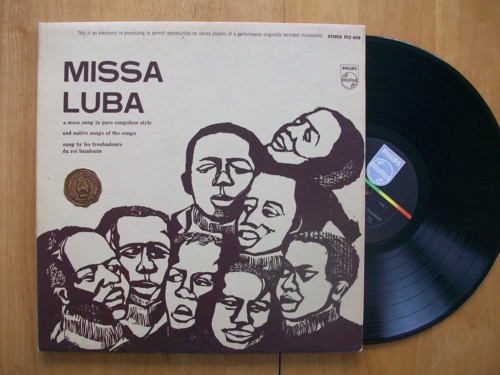 This is an electronic re-processing to permit reproduction on stereo players of a performance originally recorded monaurally
STEREO PCC 606
PHILIPS
MISSA
LUBA
a mass sung in pure congolese style
and native songs of the congo
sung by les troubadours
du roi baudouin
PHILIPS